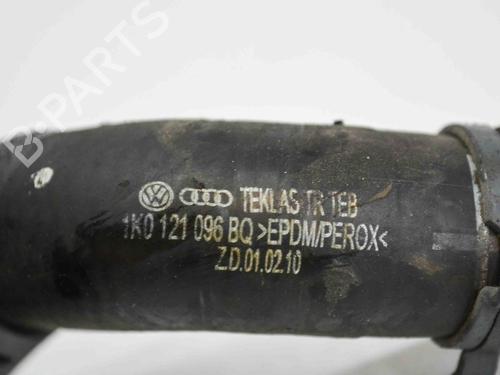 B-PARTS
TEKLAS TR TEB
1K0 121 096 BQ >EPDM/PEROX<
Z.D.01.02.10